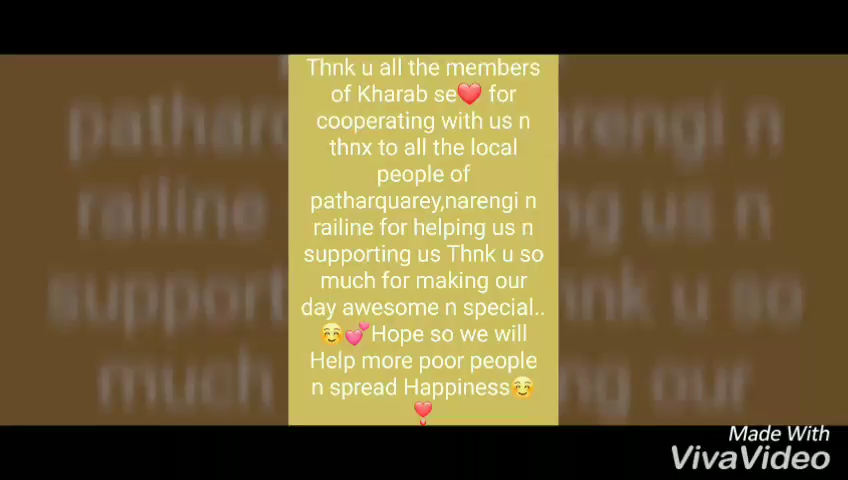 Thnk u all the members
of Kharab se❤️ for
cooperating with us n
thnx to all the local
people of
patharquarey,narengi n
railine for helping us n
supporting us Thnk u so
much for making our
day awesome n special..
☺️💕Hope so we will
Help more poor people
n spread Happiness☺️
❣️
Made With
VivaVideo